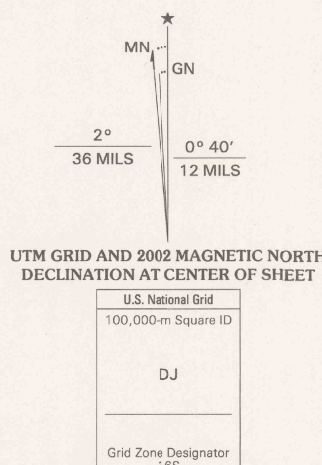 ★
MN
GN
2°
36 MILS
0° 40′
12 MILS
UTM GRID AND 2002 MAGNETIC NORTH
DECLINATION AT CENTER OF SHEET
U.S. National Grid
100,000-m Square ID
DJ
Grid Zone Designator
16S